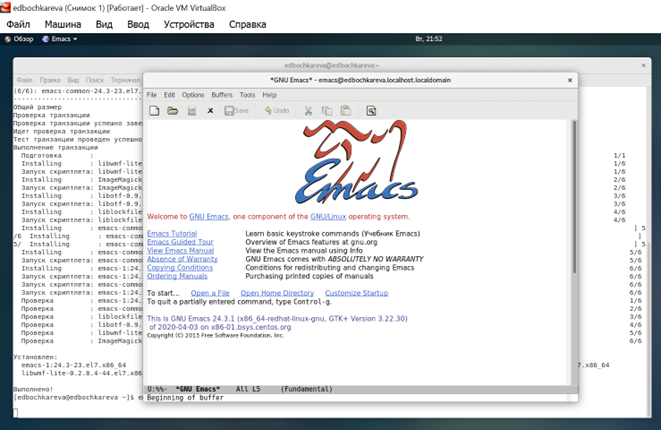 edbochkareva (Снимок 1) [Работает] - Oracle VM VirtualBox
Файл Машина Вид Ввод Устройства Справка
Обзор Emacs Вт, 21:52
edbochkareva@edbochkareva:~
Файл Правка Вид Поиск Терминал
(6/6): emacs-common-24.3-23.el7.
Общий размер
Проверка транзакции
Проверка транзакции успешно заве
Идет проверка транзакции
Тест транзакции проведен успешно
Выполнение транзакции
Подготовка : 1/1
Installing : libwmf-lite 1/6
Запуск скриплета: libwmf-lite 1/6
Installing : ImageMagick 2/6
Запуск скриплета: ImageMagick 2/6
Installing : libotf-0.9. 3/6
Запуск скриплета: libotf-0.9. 3/6
Installing : liblockfile 4/6
Запуск скриплета: liblockfile 4/6
Installing : emacs-commo ] 5
/6 Installing : emacs-com ]
5/ Installing : emacs-com ] 5
Installing : emacs-commo 5/6
Запуск скриплета: emacs-commo 5/6
Installing : emacs-1:24. 6/6
Запуск скриплета: emacs-1:24. 6/6
Проверка : emacs-1:24. 1/6
Проверка : emacs-commo 2/6
Проверка : liblockfile 3/6
Проверка : libotf-0.9. 4/6
Проверка : libwmf-lite 5/6
Проверка : ImageMagick 6/6
Установлен:
emacs-1:24.3-23.el7.x86_64 7.x86_64
libwmf-lite-0.2.8.4-44.el7.x86
Выполнено!
[edbochkareva@edbochkareva ~]$ e
*GNU Emacs* - emacs@edbochkareva.localhost.localdomain
File Edit Options Buffers Tools Help
Save Undo
Emacs
Welcome to GNU Emacs, one component of the GNU/Linux operating system.
Emacs Tutorial Learn basic keystroke commands (Учебник Emacs)
Emacs Guided Tour Overview of Emacs features at gnu.org
View Emacs Manual View the Emacs manual using Info
Absence of Warranty GNU Emacs comes with ABSOLUTELY NO WARRANTY
Copying Conditions Conditions for redistributing and changing Emacs
Ordering Manuals Purchasing printed copies of manuals
To start... Open a File Open Home Directory Customize Startup
To quit a partially entered command, type Control-g.
This is GNU Emacs 24.3.1 (x86_64-redhat-linux-gnu, GTK+ Version 3.22.30)
of 2020-04-03 on x86-01.bsys.centos.org
Copyright (C) 2013 Free Software Foundation, Inc.
U:%%- *GNU Emacs* All L5 (Fundamental)
Beginning of buffer